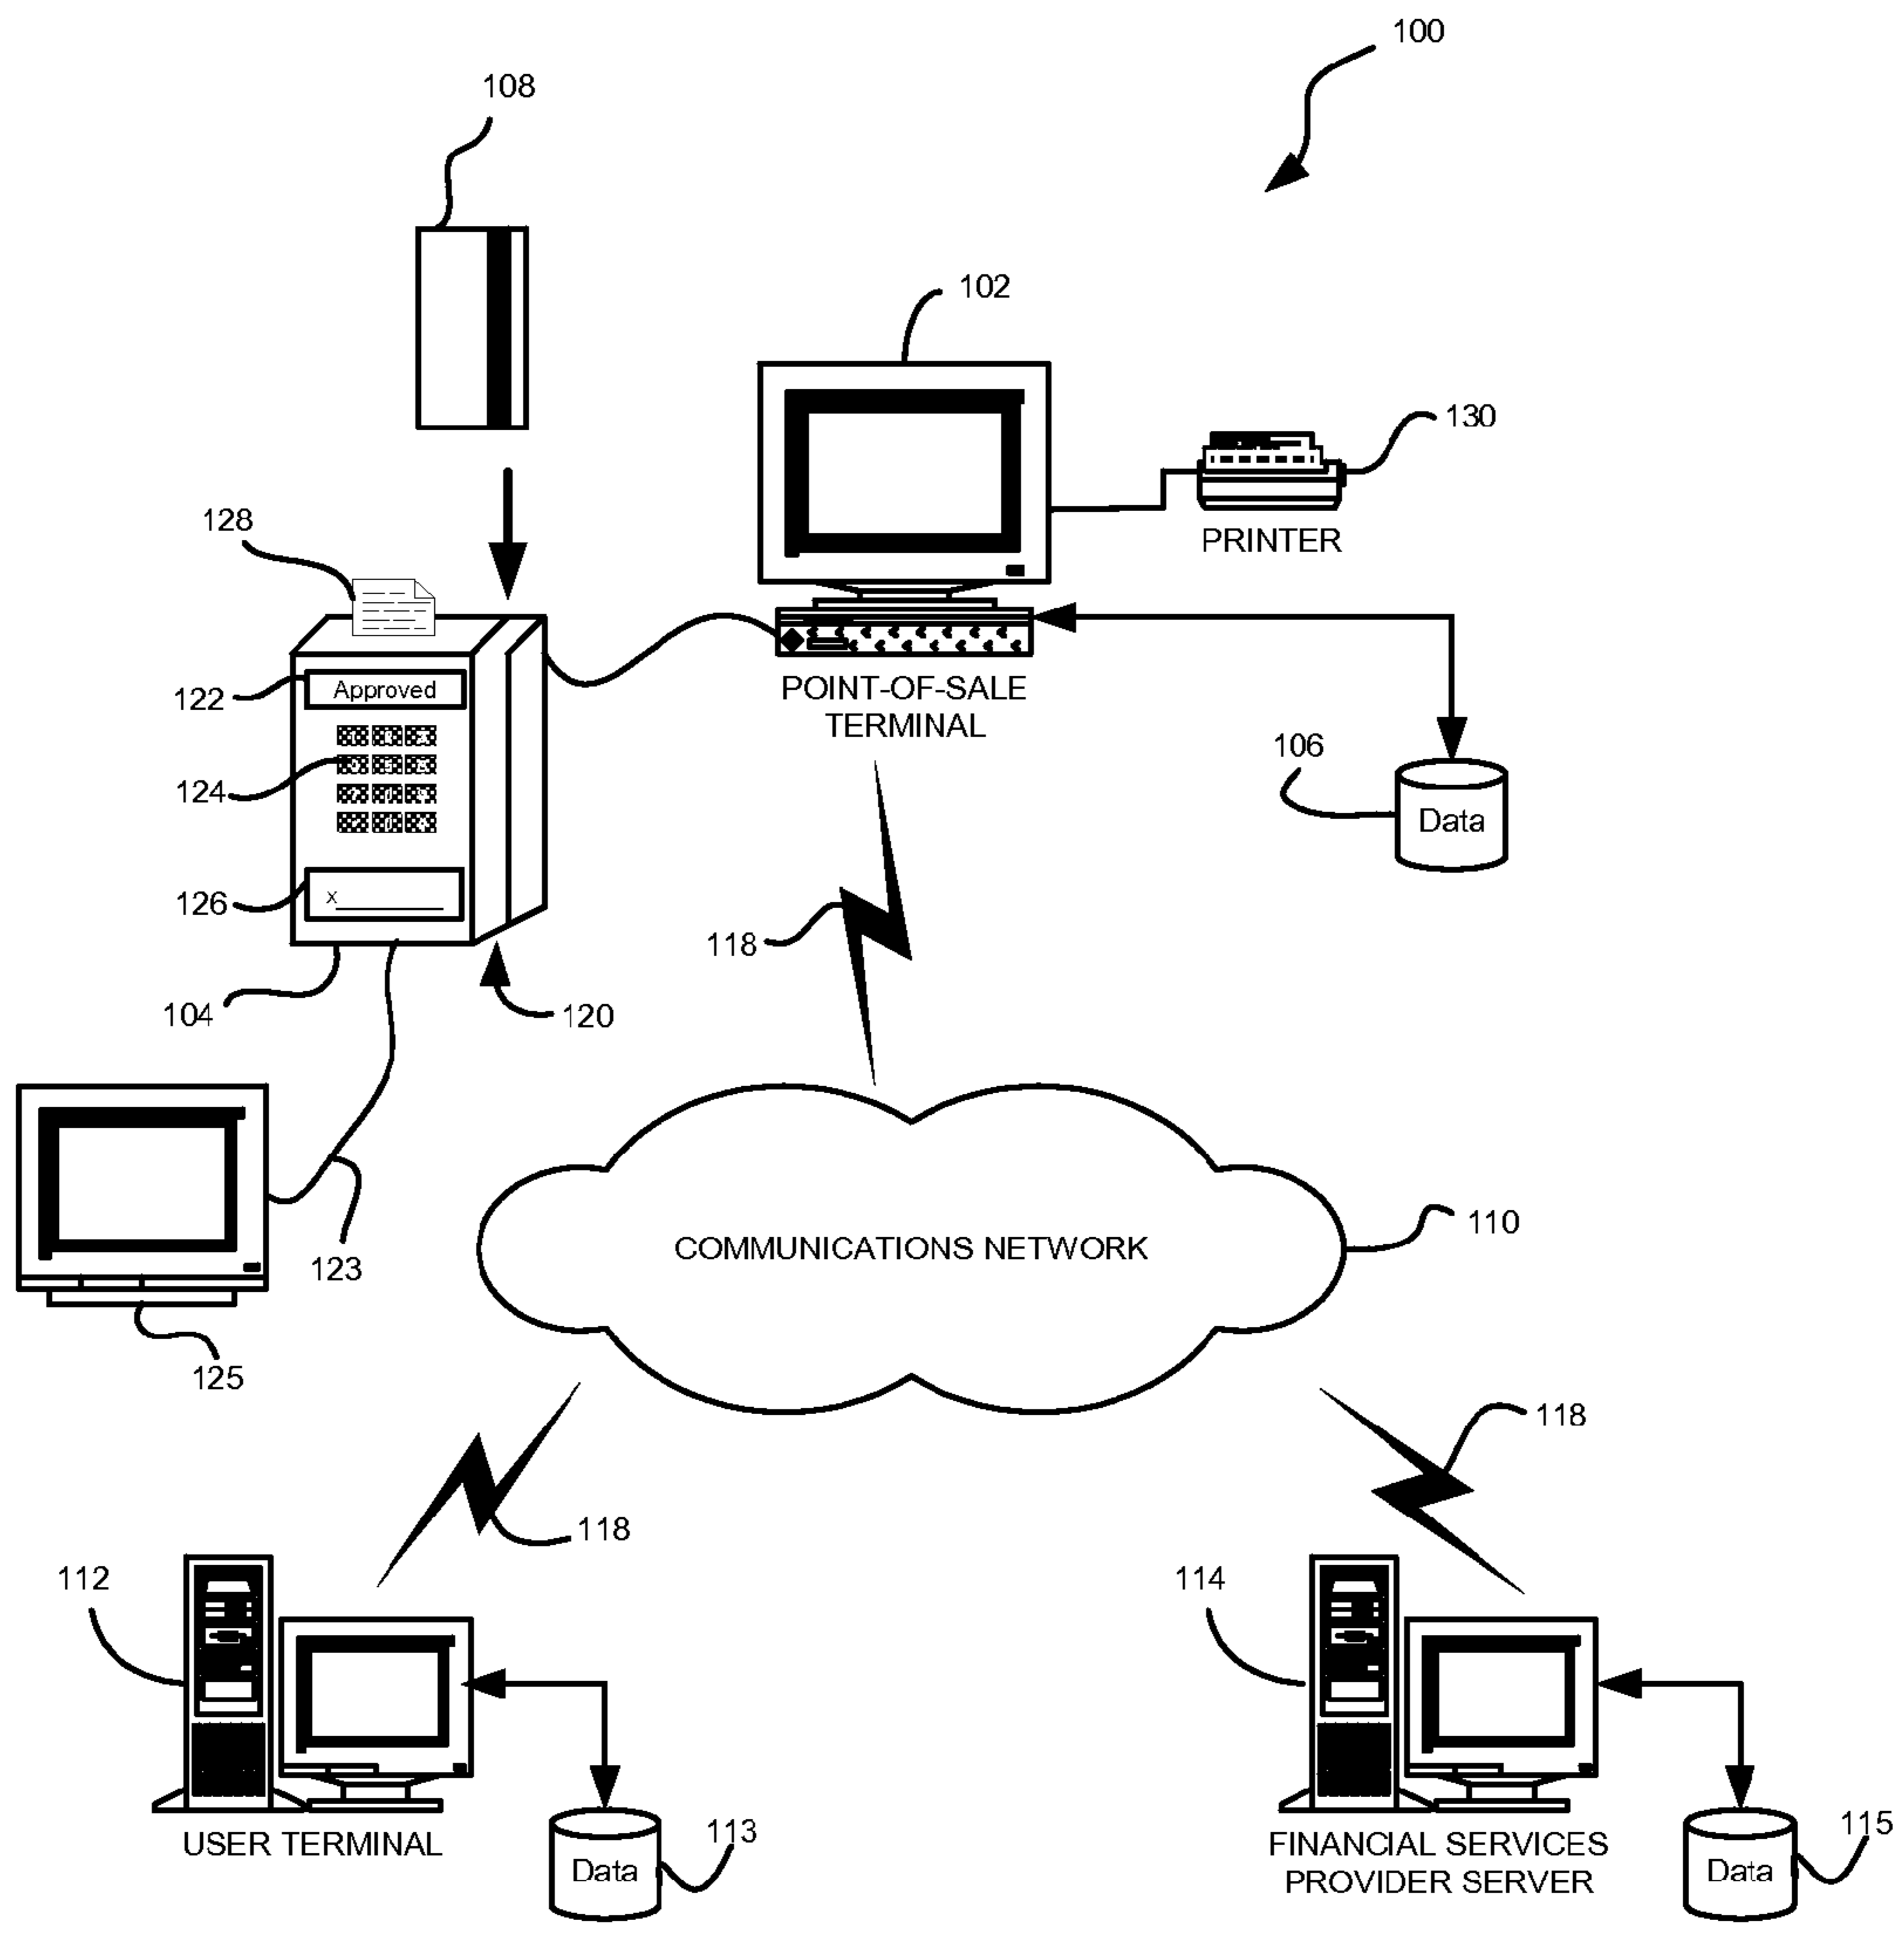 100
108
102
130
PRINTER
128
122
Approved
POINT-OF-SALE
TERMINAL
106
124
Data
126
x
118
104
120
110
COMMUNICATIONS NETWORK
123
125
118
118
112
114
USER TERMINAL
113
Data
FINANCIAL SERVICES
PROVIDER SERVER
115
Data